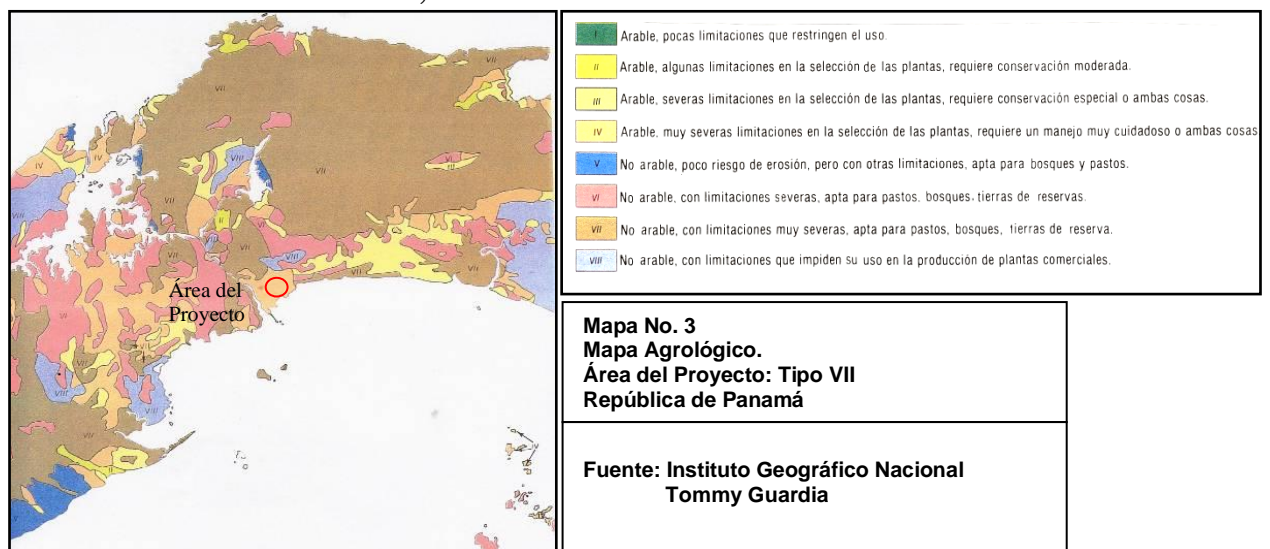 Área del
Proyecto
I Arable, pocas limitaciones que restringen el uso.
II Arable, algunas limitaciones en la selección de las plantas, requiere conservación moderada.
III Arable, severas limitaciones en la selección de las plantas, requiere conservación especial o ambas cosas.
IV Arable, muy severas limitaciones en la selección de las plantas, requiere un manejo muy cuidadoso o ambas cosas
V No arable, poco riesgo de erosión, pero con otras limitaciones, apta para bosques y pastos.
VI No arable, con limitaciones severas, apta para pastos, bosques, tierras de reservas.
VII No arable, con limitaciones muy severas, apta para pastos, bosques, tierras de reserva.
VIII No arable, con limitaciones que impiden su uso en la producción de plantas comerciales.
Mapa No. 3
Mapa Agrológico.
Área del Proyecto: Tipo VII
República de Panamá
Fuente: Instituto Geográfico Nacional
Tommy Guardia